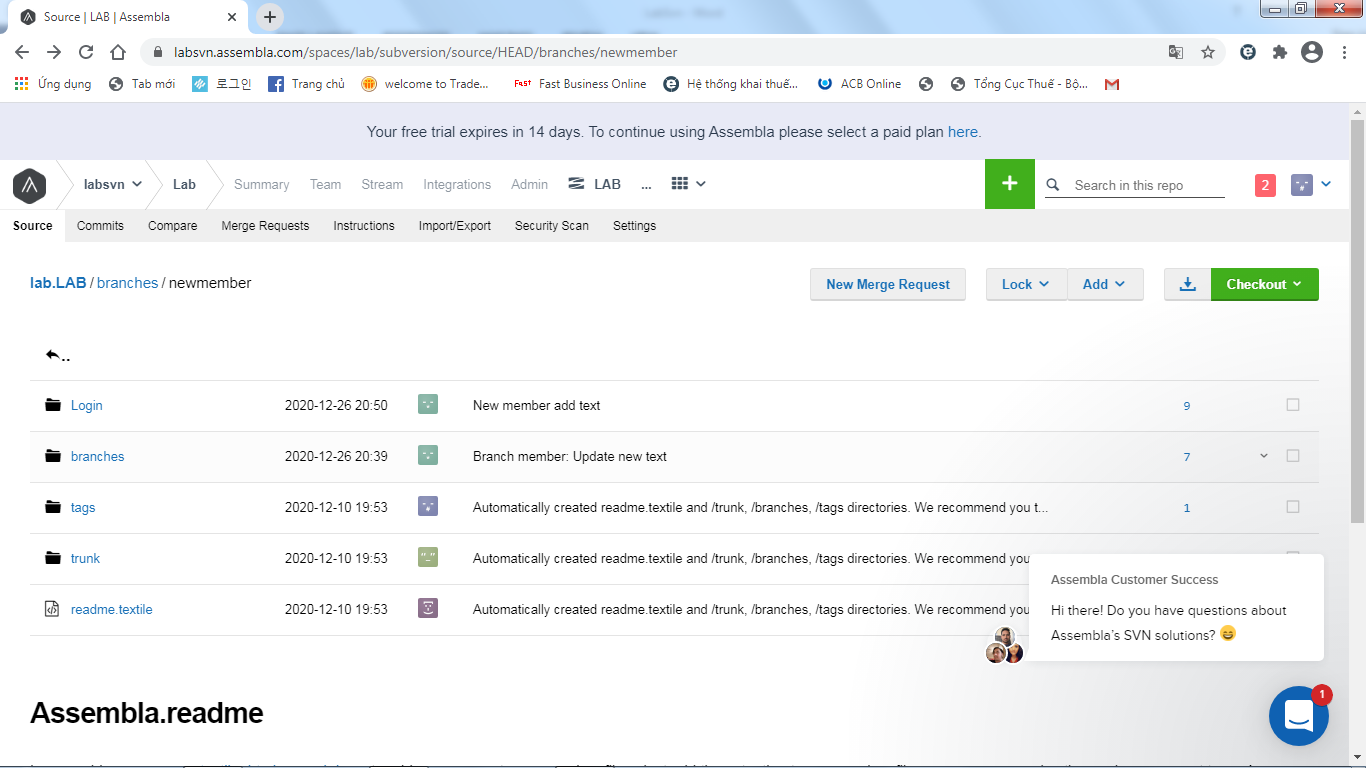 Source | LAB | Assembla
labsvn.assembla.com/spaces/lab/subversion/source/HEAD/branches/newmember
Ứng dụng Tab mới 로그인 Trang chủ welcome to Trade... Fast Fast Business Online Hệ thống khai thuế... ACB Online Tổng Cục Thuế - Bộ...
Your free trial expires in 14 days. To continue using Assembla please select a paid plan here.
labsvn Lab Summary Team Stream Integrations Admin LAB ... + Search in this repo 2
Source Commits Compare Merge Requests Instructions Import/Export Security Scan Settings
lab.LAB / branches / newmember New Merge Request Lock Add Checkout
..
Login 2020-12-26 20:50 New member add text 9
branches 2020-12-26 20:39 Branch member: Update new text 7
tags 2020-12-10 19:53 Automatically created readme.textile and /trunk, /branches, /tags directories. We recommend you t... 1
trunk 2020-12-10 19:53 Automatically created readme.textile and /trunk, /branches, /tags directories. We recommend you
readme.textile 2020-12-10 19:53 Automatically created readme.textile and /trunk, /branches, /tags directories. We recommend you
Assembla Customer Success
Hi there! Do you have questions about
Assembla's SVN solutions? 😄
1
Assembla.readme